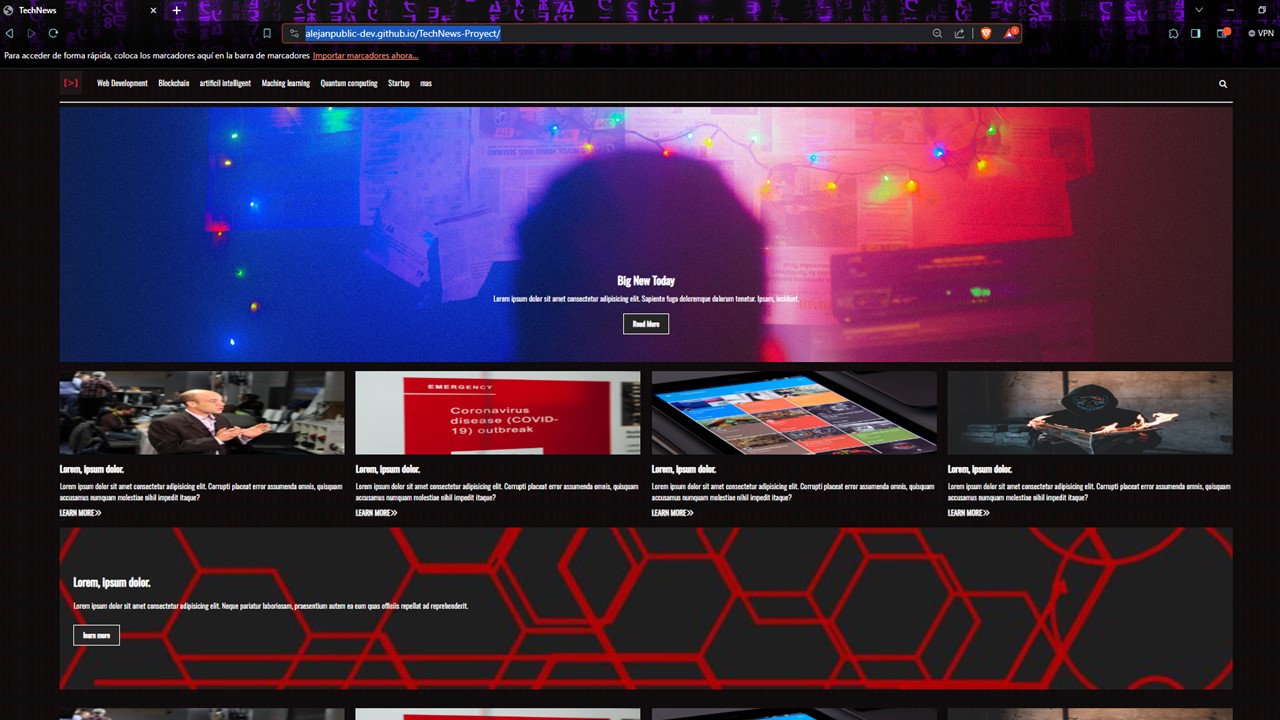 TechNews
alejanpublic-dev.github.io/TechNews-Proyect/
VPN
Para acceder de forma rápida, coloca los marcadores aquí en la barra de marcadores Importar marcadores ahora...
[>] Web Development Blockchain artificil intelligent Maching learning Quantum computing Startup mas
Big New Today
Lorem ipsum dolor sit amet consectetur adipisicing elit. Sapiente fuga doloremque dolorum tenetur. Ipsam, incidunt.
Read More
EMERGENCY
Coronavirus
disease (COVID-
19) outbreak
Lorem, ipsum dolor.
Lorem ipsum dolor sit amet consectetur adipisicing elit. Corrupti placeat error assumenda omnis, quisquam
accusamus numquam molestiae nihil impedit itaque?
LEARN MORE
Lorem, ipsum dolor.
Lorem ipsum dolor sit amet consectetur adipisicing elit. Corrupti placeat error assumenda omnis, quisquam
accusamus numquam molestiae nihil impedit itaque?
LEARN MORE
Lorem, ipsum dolor.
Lorem ipsum dolor sit amet consectetur adipisicing elit. Corrupti placeat error assumenda omnis, quisquam
accusamus numquam molestiae nihil impedit itaque?
LEARN MORE
Lorem, ipsum dolor.
Lorem ipsum dolor sit amet consectetur adipisicing elit. Corrupti placeat error assumenda omnis, quisquam
accusamus numquam molestiae nihil impedit itaque?
LEARN MORE
Lorem, ipsum dolor.
Lorem ipsum dolor sit amet consectetur adipisicing elit. Neque pariatur laboriosam, praesentium autem ea eum quas officiis repellat ad reprehenderit.
learn more